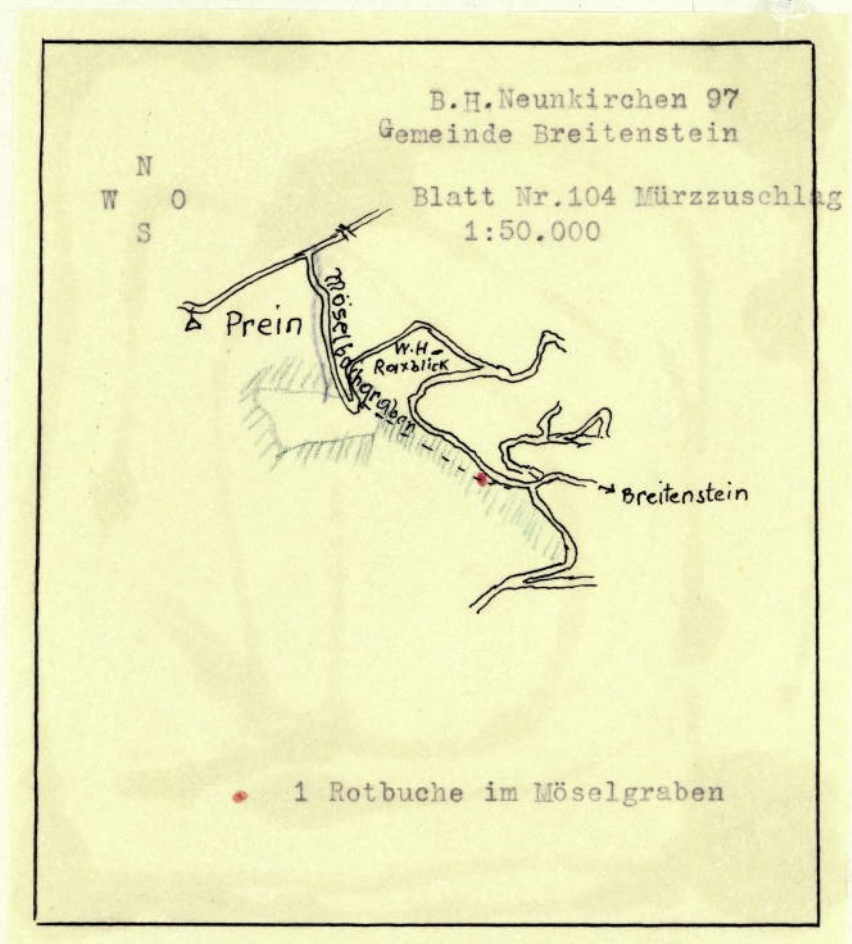 B.H.Neunkirchen 97
Gemeinde Breitenstein
N
W O
S
Blatt Nr.104 Mürzzuschlag
1:50.000
Möselbachgraben
Prein
W.H-
Raxblick
Breitenstein
1 Rotbuche im Möselgraben